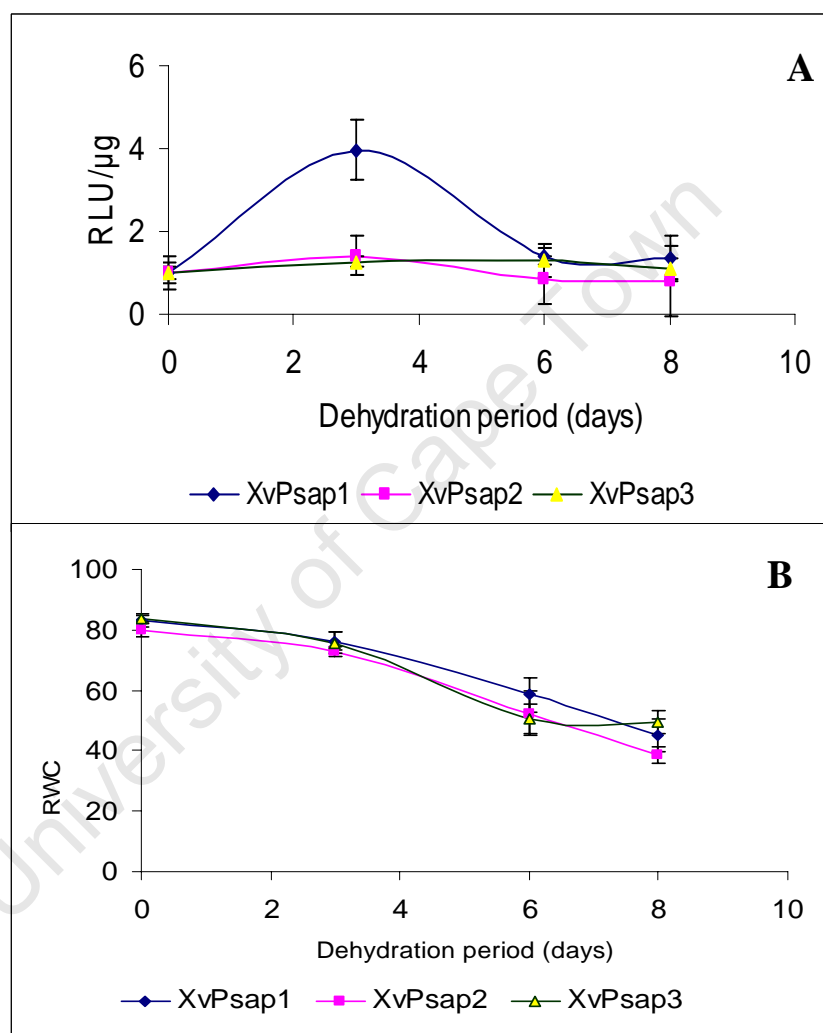 A
6
4
2
0
RLU/µg
0 2 4 6 8 10
Dehydration period (days)
XvPsap1 XvPsap2 XvPsap3
B
100
80
60
40
20
0
RWC
0 2 4 6 8 10
Dehydration period (days)
XvPsap1 XvPsap2 XvPsap3
University of Cape Town